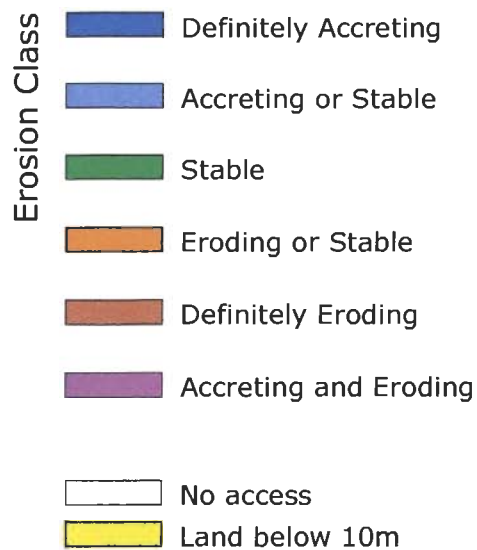 Erosion Class
Definitely Accreting
Accreting or Stable
Stable
Eroding or Stable
Definitely Eroding
Accreting and Eroding
No access
Land below 10m